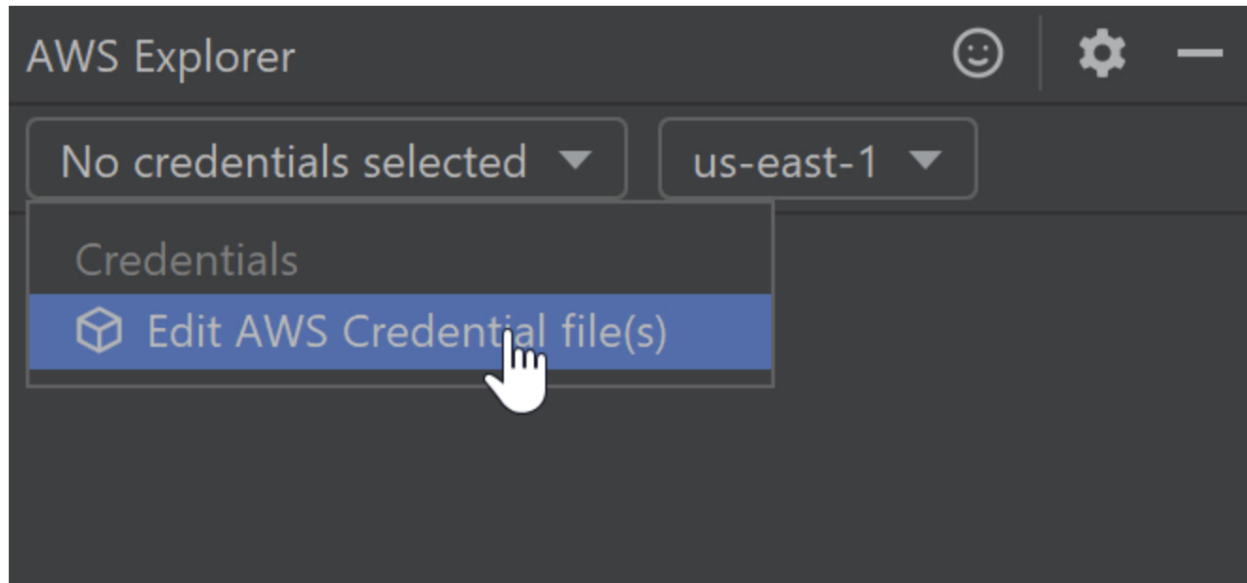 AWS Explorer
No credentials selected us-east-1
Credentials
Edit AWS Credential file(s)